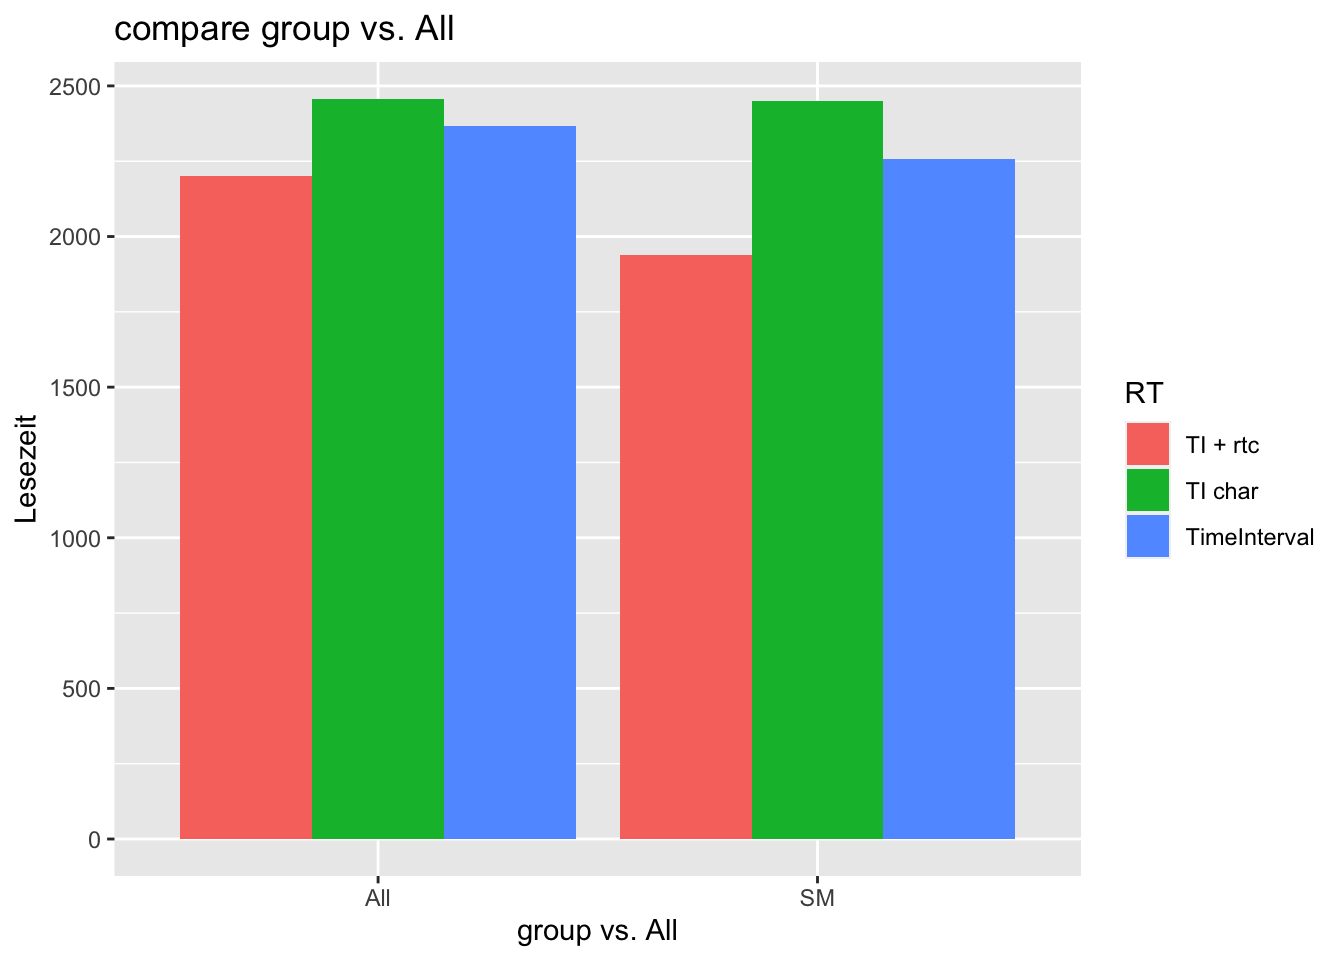 compare group vs. All
2500
2000
1500
1000
500
0
Lesezeit
All
SM
group vs. All
RT
TI + rtc
TI char
TimeInterval